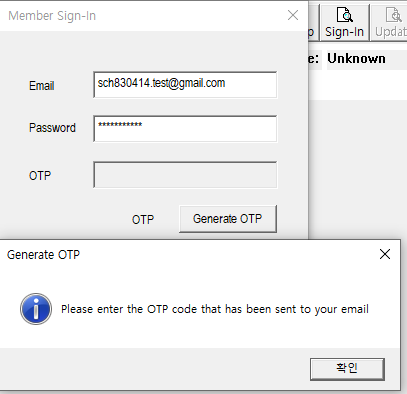 Member Sign-In
Sign-In
Unknown
Email
sch830414.test@gmail.com
Password
***********
OTP
OTP
Generate OTP
Generate OTP
Please enter the OTP code that has been sent to your email
확인